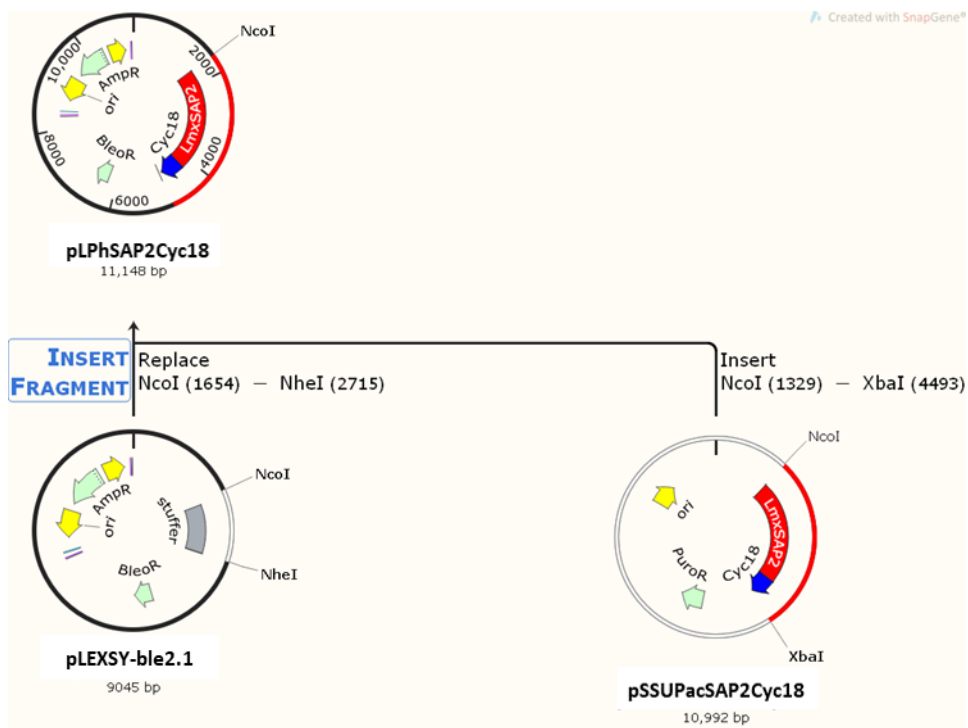 Created with SnapGene®
NcoI
10,000
2000
AmpR
ori
LmxSAP2
Cyc18
8000
BleoR
4000
6000
pLPhSAP2Cyc18
11,148 bp
INSERT
FRAGMENT
Replace
NcoI (1654) – NheI (2715)
Insert
NcoI (1329) – XbaI (4493)
NcoI
AmpR
ori
stuffer
BleoR
NheI
pLEXSY-ble2.1
9045 bp
NcoI
ori
LmxSAP2
PuroR
Cyc18
XbaI
pSSUPacSAP2Cyc18
10,992 bp